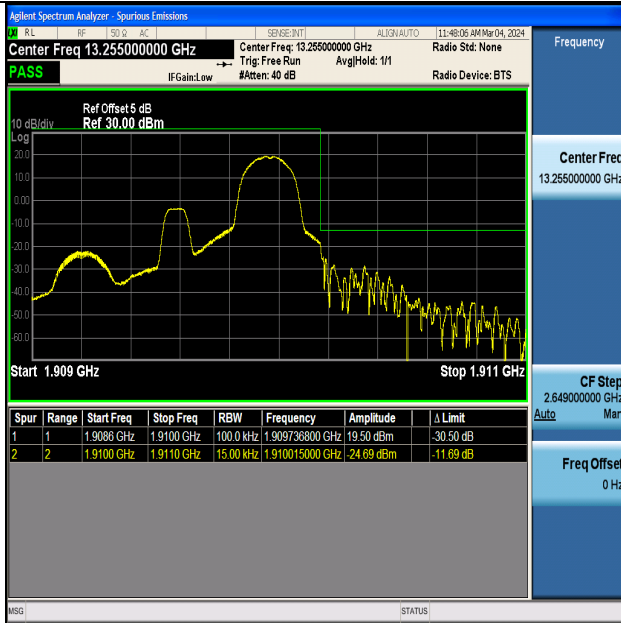 Agilent Spectrum Analyzer - Spurious Emissions
RL RF 50 Ω AC SENSE:INT ALIGN AUTO 11:48:06 AM Mar 04, 2024
Center Freq 13.255000000 GHz
Center Freq: 13.255000000 GHz
Radio Std: None
Trig: Free Run Avg|Hold: 1/1
PASS
IFGain:Low
#Atten: 40 dB
Radio Device: BTS
Ref Offset 5 dB
10 dB/div Ref 30.00 dBm
Log
20.0
10.0
0.00
-10.0
-20.0
-30.0
-40.0
-50.0
-60.0
Start 1.909 GHz Stop 1.911 GHz
Spur Range Start Freq Stop Freq RBW Frequency Amplitude Δ Limit
1 1 1.9086 GHz 1.9100 GHz 100.0 kHz 1.909736800 GHz 19.50 dBm -30.50 dB
2 2 1.9100 GHz 1.9110 GHz 15.00 kHz 1.910015000 GHz -24.69 dBm -11.69 dB
MSG STATUS
Frequency
Center Freq
13.255000000 GHz
CF Step
2.649000000 GHz
Auto Man
Freq Offset
0 Hz